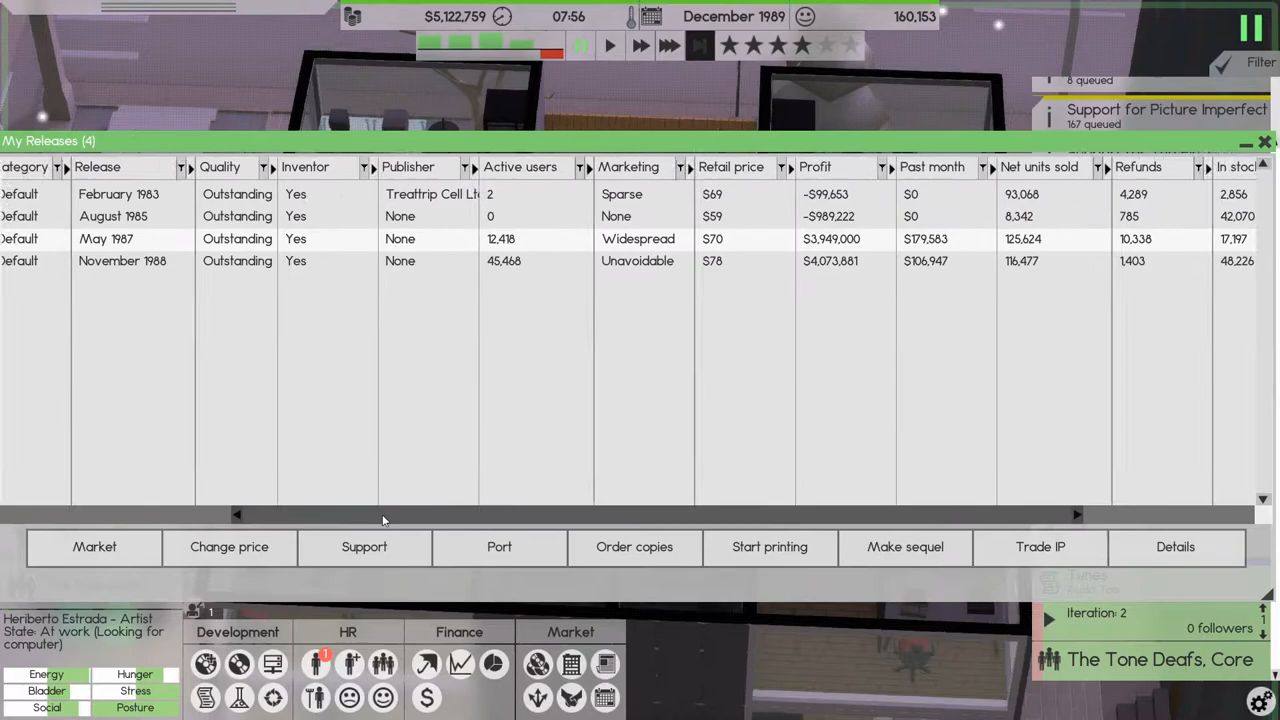 $5,122,759 07:56 December 1989 160,153
Filter
8 queued
Support for Picture Imperfect
167 queued
My Releases (4)
ategory Release Quality Inventor Publisher Active users Marketing Retail price Profit Past month Net units sold Refunds In stoc
Default February 1983 Outstanding Yes Treattrip Cell Lt 2 Sparse $69 -$99,653 $0 93,068 4,289 2,856
Default August 1985 Outstanding Yes None 0 None $59 -$989,222 $0 8,342 785 42,070
Default May 1987 Outstanding Yes None 12,418 Widespread $70 $3,949,000 $179,583 125,624 10,338 17,197
Default November 1988 Outstanding Yes None 45,468 Unavoidable $78 $4,073,881 $106,947 116,477 1,403 48,226
Market Change price Support Port Order copies Start printing Make sequel Trade IP Details
Tunes
1
Heriberto Estrada - Artist
State: At work (Looking for
computer)
Energy Hunger
Bladder Stress
Social Posture
Development HR Finance Market
1
Iteration: 2
1
0 followers
The Tone Deafs, Core